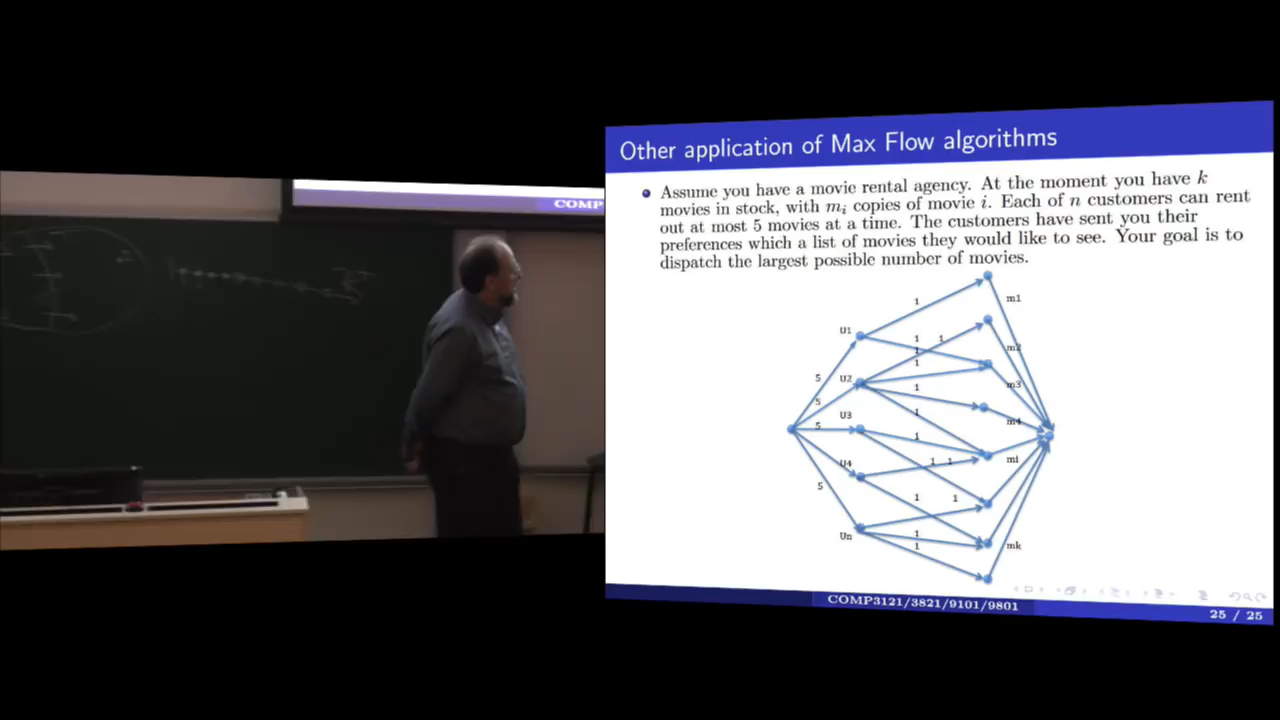 COMP
Other application of Max Flow algorithms
Assume you have a movie rental agency. At the moment you have k
movies in stock, with mi copies of movie i. Each of n customers can rent
out at most 5 movies at a time. The customers have sent you their
preferences which a list of movies they would like to see. Your goal is to
dispatch the largest possible number of movies.
1
m1
U1
1
1
1
m2
1
5
U2
1
m3
5
U3
1
m4
5
1
U4
1
1
mi
5
1
1
Un
1
1
mk
COMP3121/3821/9101/9801
25 / 25